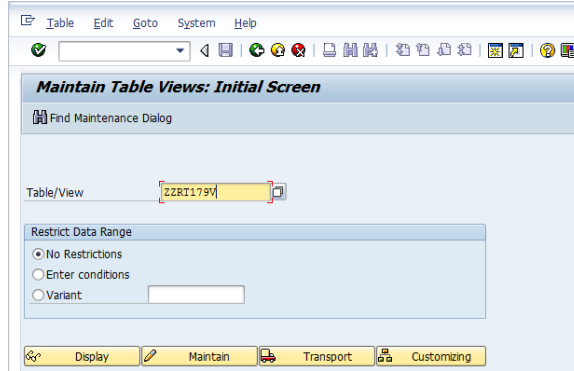 Table Edit Goto System Help
Maintain Table Views: Initial Screen
Find Maintenance Dialog
Table/View ZZRT179V
Restrict Data Range
No Restrictions
Enter conditions
Variant
Display Maintain Transport Customizing